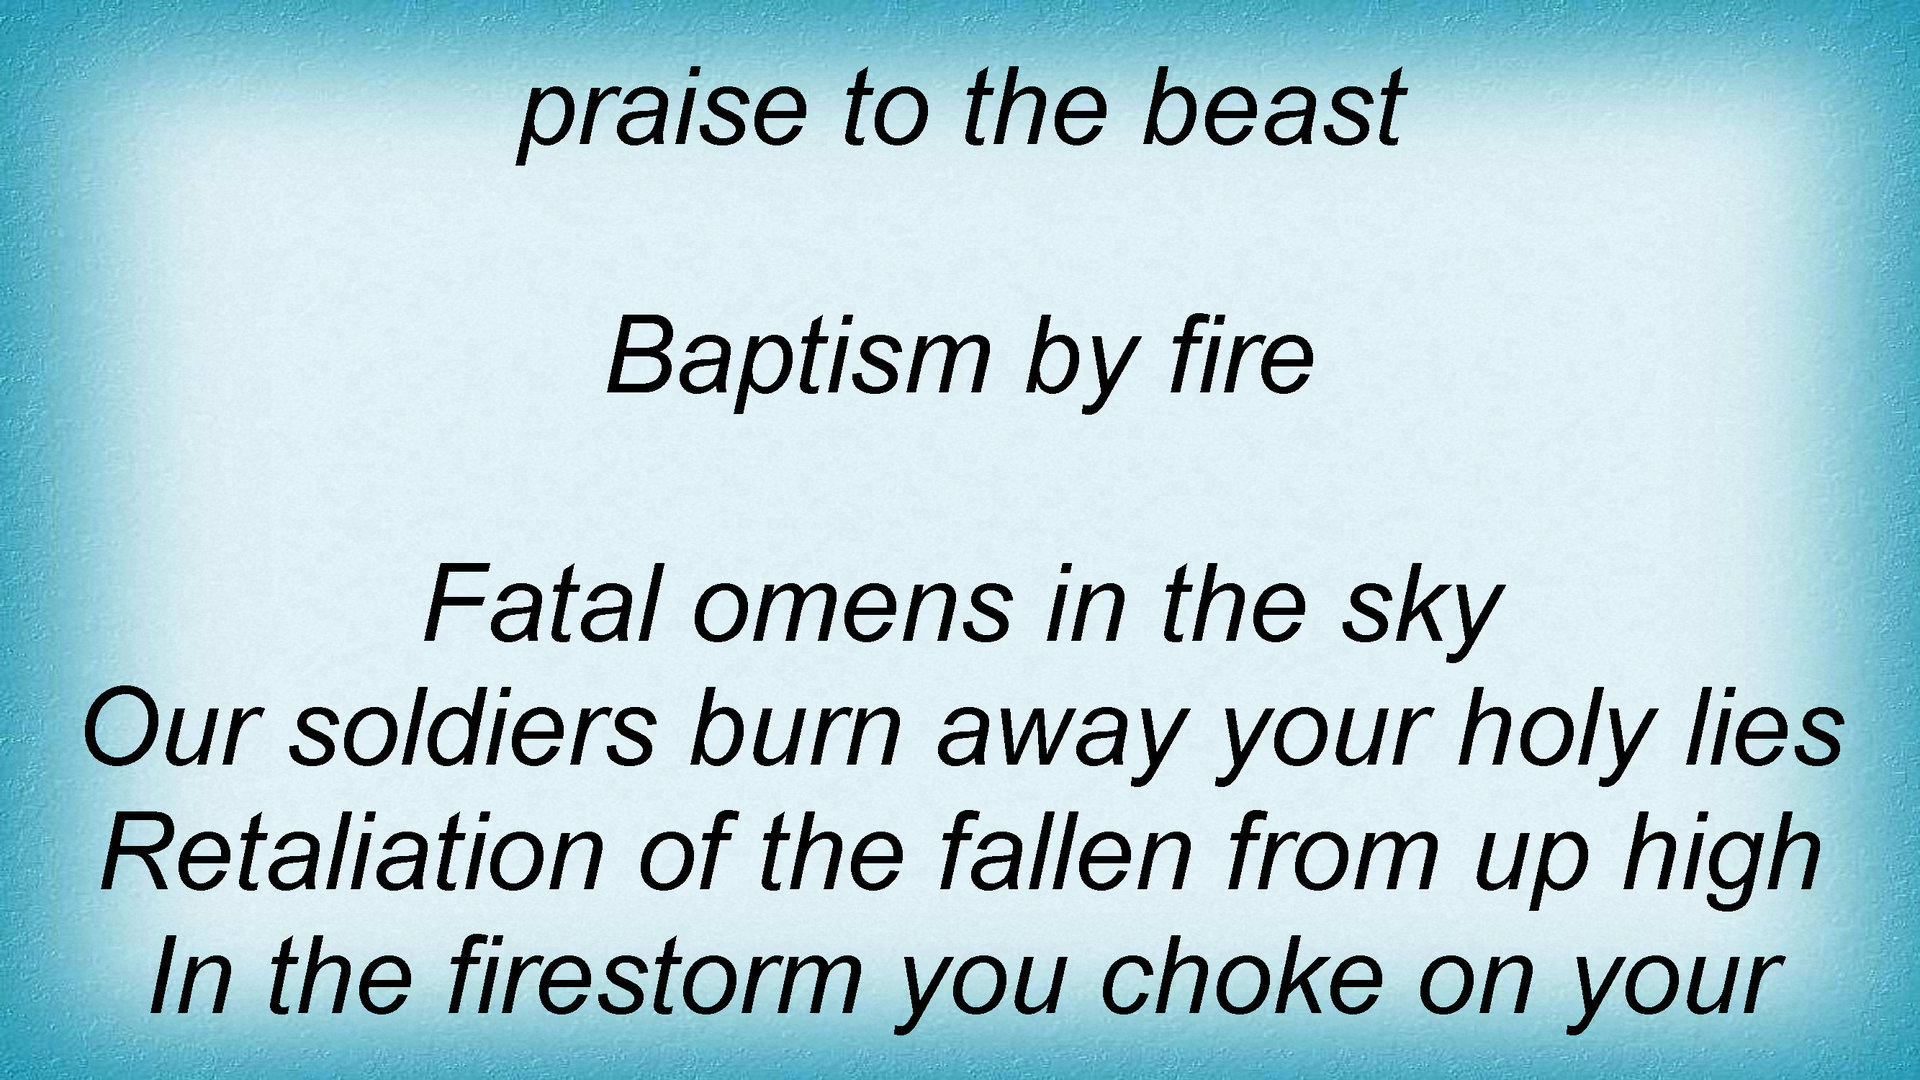 praise to the beast
Baptism by fire
Fatal omens in the sky
Our soldiers burn away your holy lies
Retaliation of the fallen from up high
In the firestorm you choke on your